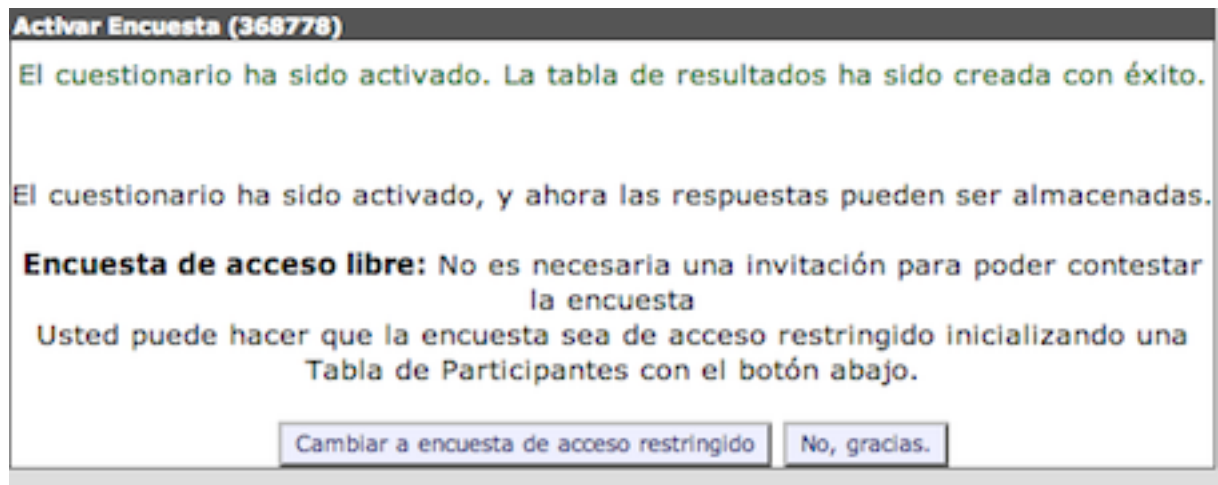 Activar Encuesta (368778)
El cuestionario ha sido activado. La tabla de resultados ha sido creada con éxito.
El cuestionario ha sido activado, y ahora las respuestas pueden ser almacenadas.
Encuesta de acceso libre: No es necesaria una invitación para poder contestar
la encuesta
Usted puede hacer que la encuesta sea de acceso restringido inicializando una
Tabla de Participantes con el botón abajo.
Cambiar a encuesta de acceso restringido No, gracias.